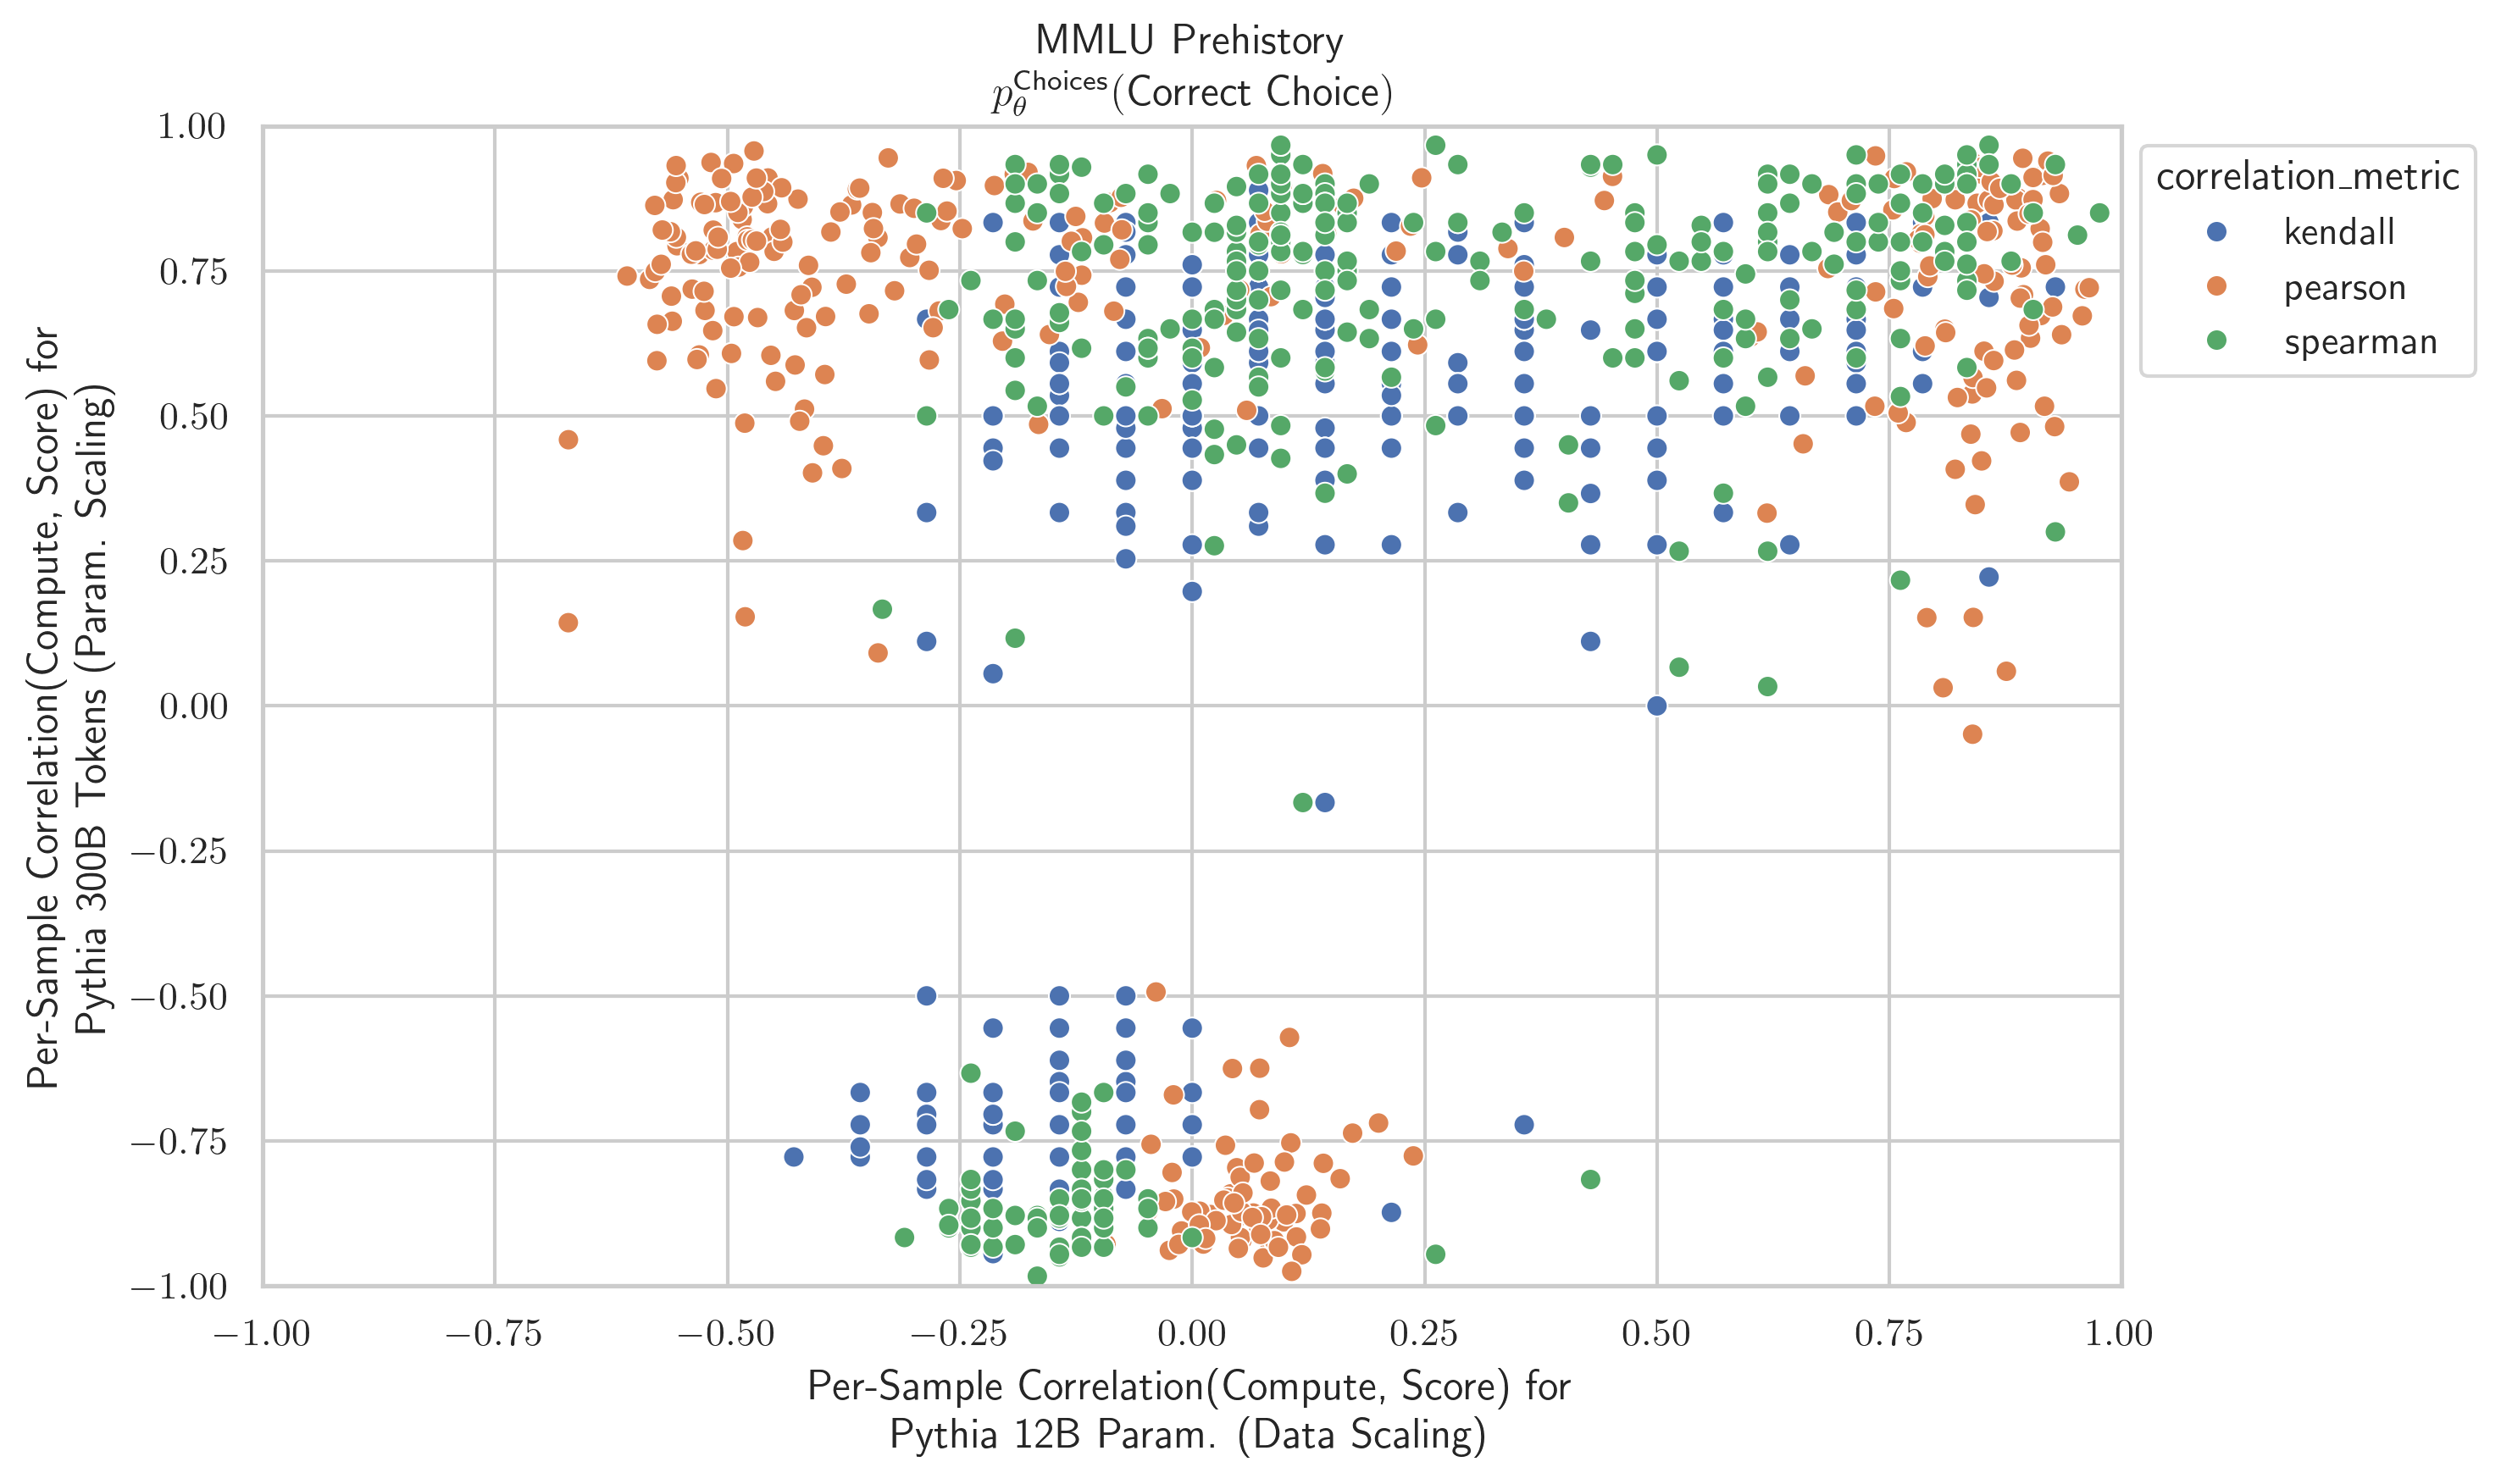 MMLU Prehistory
p_θ^Choices(Correct Choice)
1.00
0.75
0.50
0.25
0.00
−0.25
−0.50
−0.75
−1.00
Per-Sample Correlation(Compute, Score) for
Pythia 300B Tokens (Param. Scaling)
−1.00 −0.75 −0.50 −0.25 0.00 0.25 0.50 0.75 1.00
Per-Sample Correlation(Compute, Score) for
Pythia 12B Param. (Data Scaling)
correlation_metric
kendall
pearson
spearman